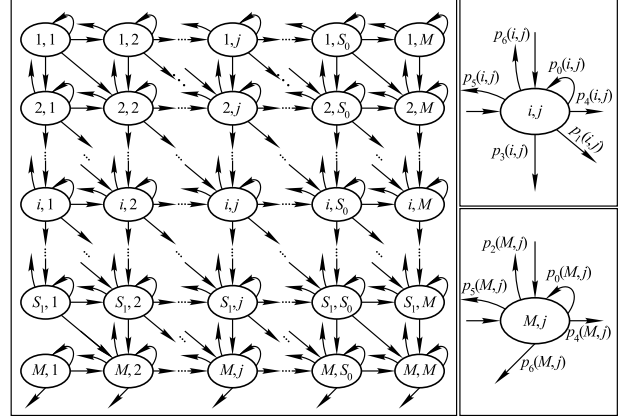 1, 1 1, 2 1, j 1, S₀ 1, M
2, 1 2, 2 2, j 2, S₀ 2, M
i, 1 i, 2 i, j i, S₀ i, M
S₁, 1 S₁, 2 S₁, j S₁, S₀ S₁, M
M, 1 M, 2 M, j M, S₀ M, M
p₆(i, j)
p₀(i, j)
p₅(i, j)
p₄(i, j)
i, j
p₁(i, j)
p₃(i, j)
p₂(M, j)
p₀(M, j)
p₅(M, j)
M, j
p₄(M, j)
p₆(M, j)